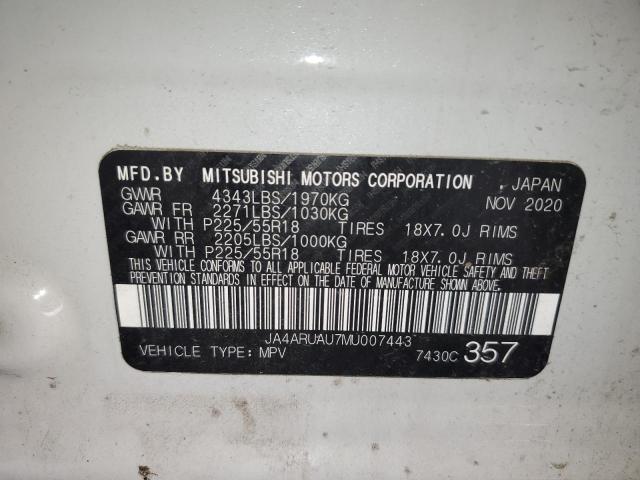 MFD.BY MITSUBISHI MOTORS CORPORATION , JAPAN
GVWR 4343LBS/1970KG NOV 2020
GAWR FR 2271LBS/1030KG
WITH P225/55R18 TIRES 18X7.0J RIMS
GAWR RR 2205LBS/1000KG
WITH P225/55R18 TIRES 18X7.0J RIMS
THIS VEHICLE CONFORMS TO ALL APPLICABLE FEDERAL MOTOR VEHICLE SAFETY AND THEFT
PREVENTION STANDARDS IN EFFECT ON THE DATE OF MANUFACTURE SHOWN ABOVE.
JA4ARUAU7MU007443
VEHICLE TYPE:MPV 7430C 357